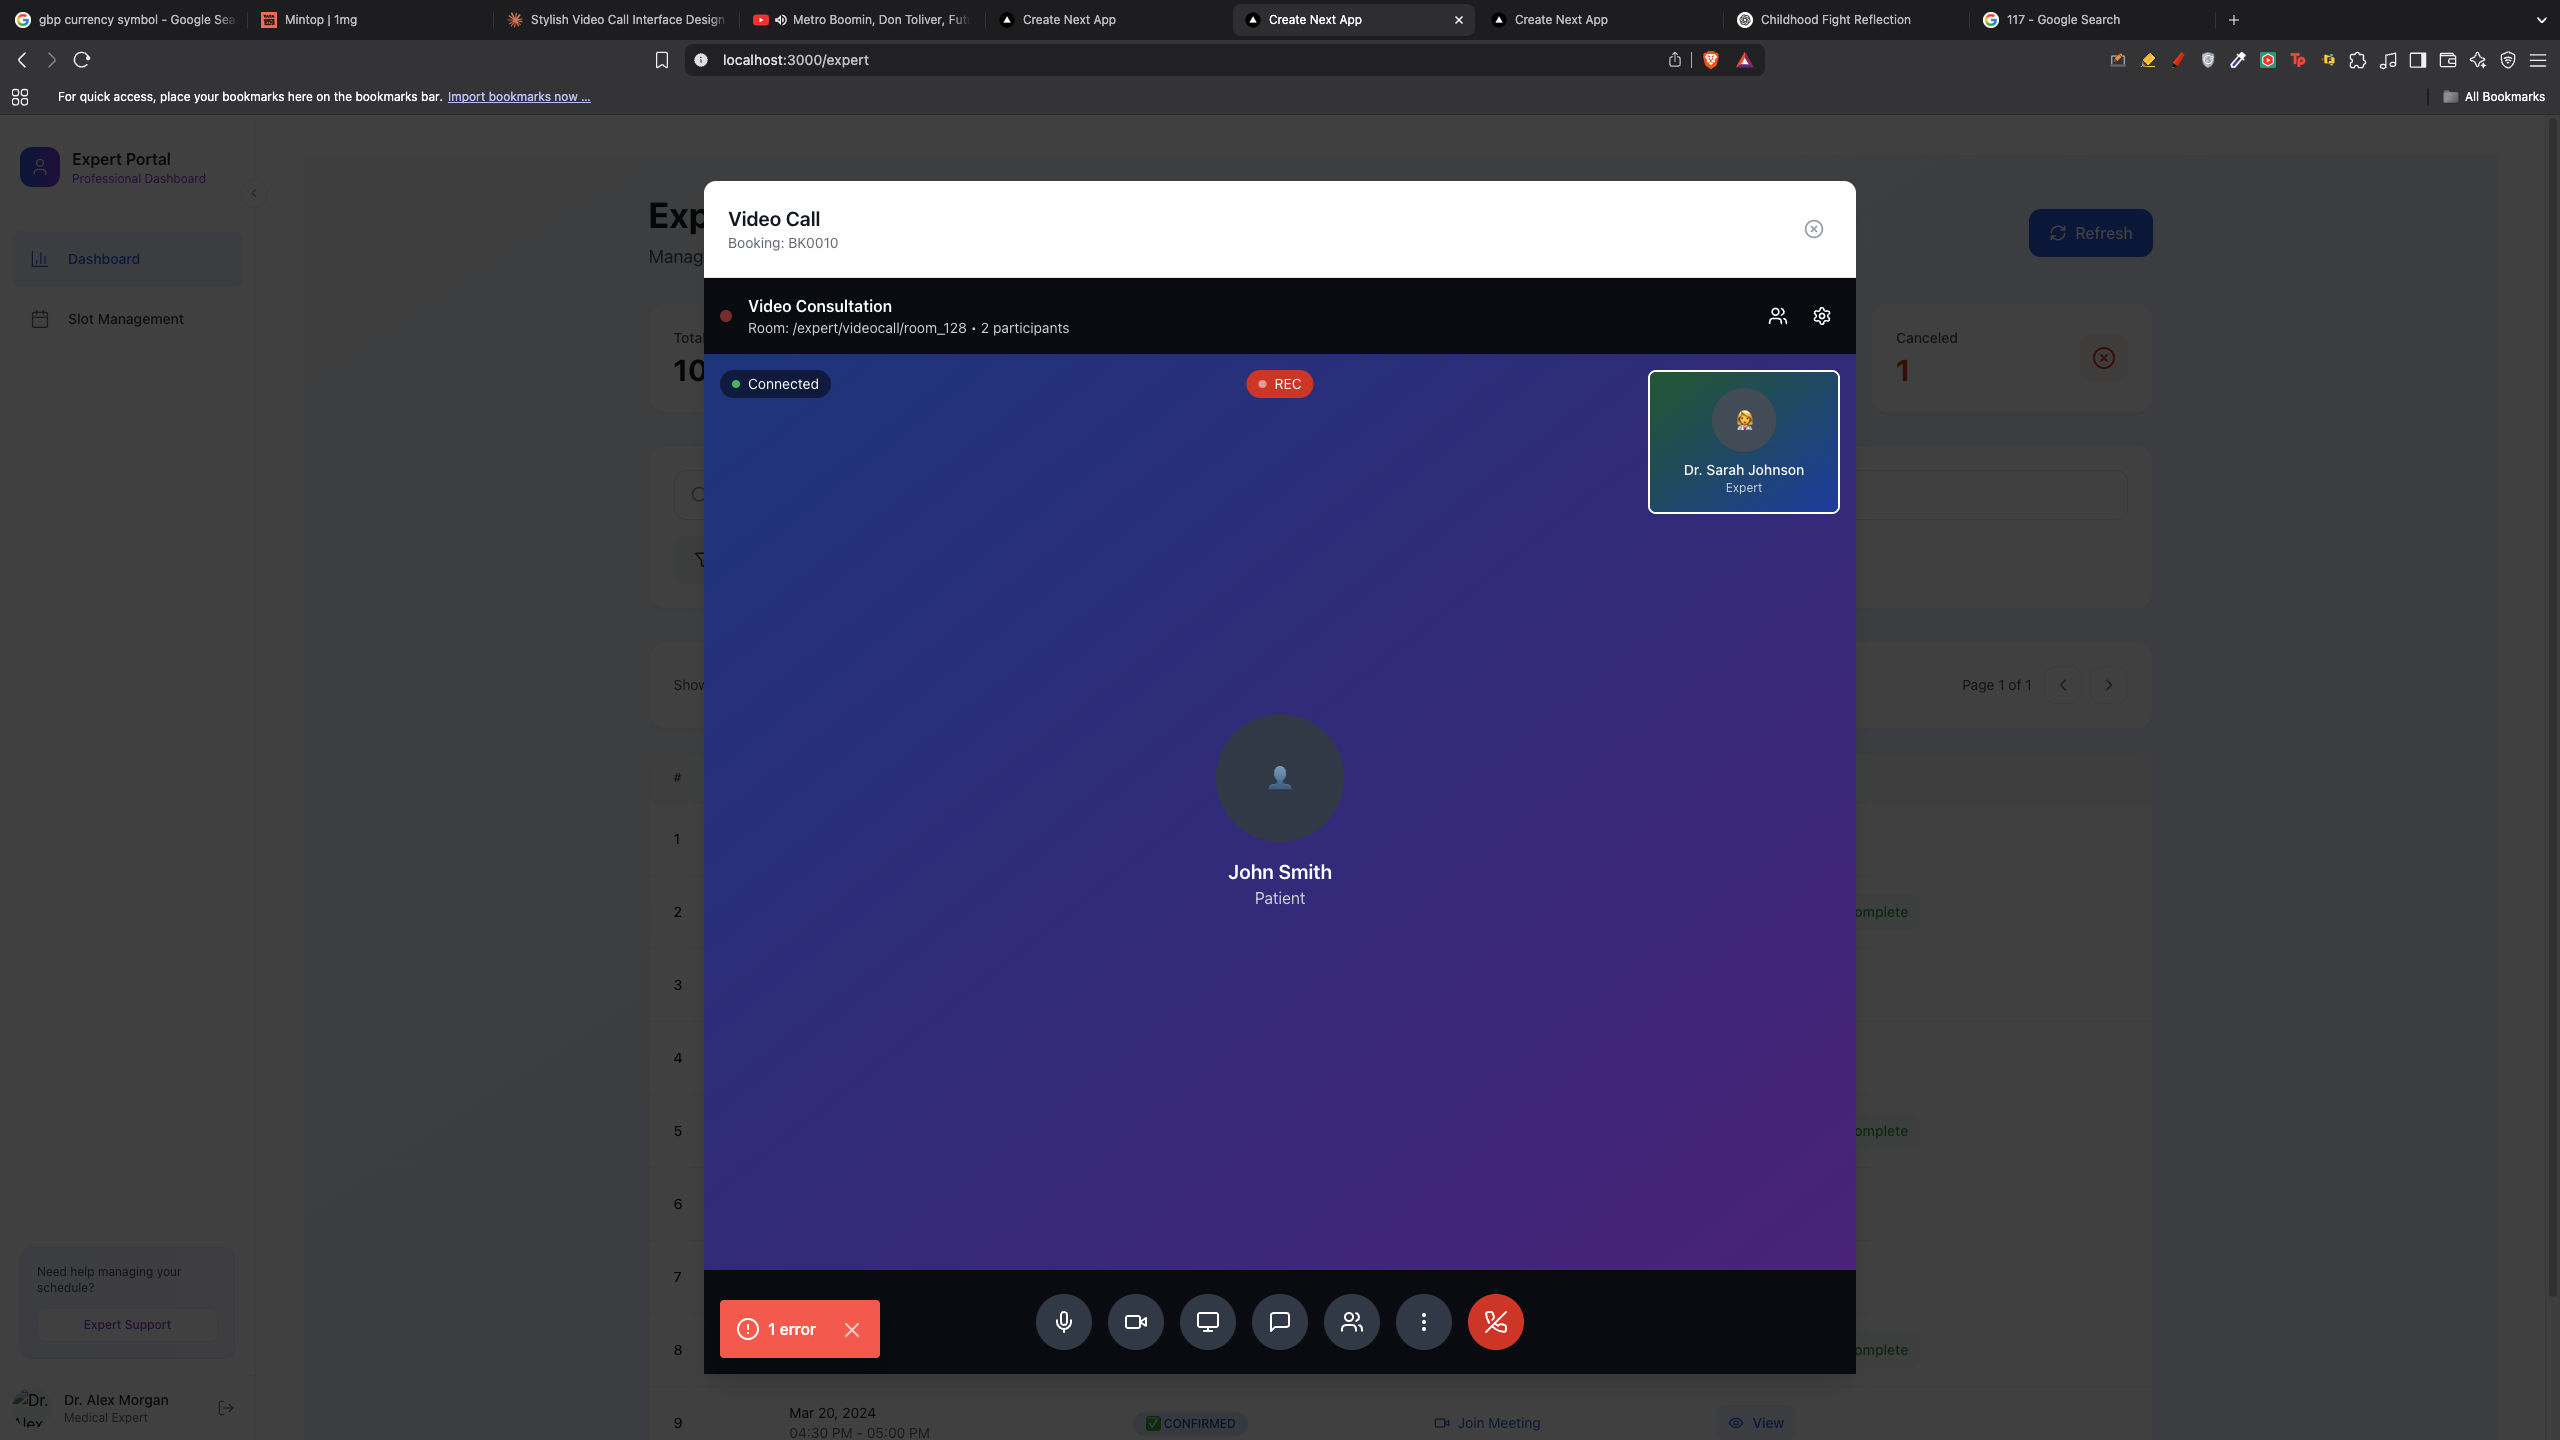 gbp currency symbol - Google Sea
Mintop | 1mg
Stylish Video Call Interface Design
Metro Boomin, Don Toliver, Futu
Create Next App
Create Next App
Create Next App
Childhood Fight Reflection
117 - Google Search
localhost:3000/expert
For quick access, place your bookmarks here on the bookmarks bar. Import bookmarks now ...
All Bookmarks
Expert Portal
Professional Dashboard
Dashboard
Slot Management
Exp
Manag
Refresh
Video Call
Booking: BK0010
Video Consultation
Room: /expert/videocall/room_128 • 2 participants
Total
10
Canceled
1
Connected
REC
Dr. Sarah Johnson
Expert
Show
Page 1 of 1
#
1
2
3
4
5
6
7
8
9
John Smith
Patient
omplete
omplete
omplete
Need help managing your
schedule?
Expert Support
1 error
Dr.
Alex
Dr. Alex Morgan
Medical Expert
Mar 20, 2024
04:30 PM - 05:00 PM
✅ CONFIRMED
Join Meeting
View